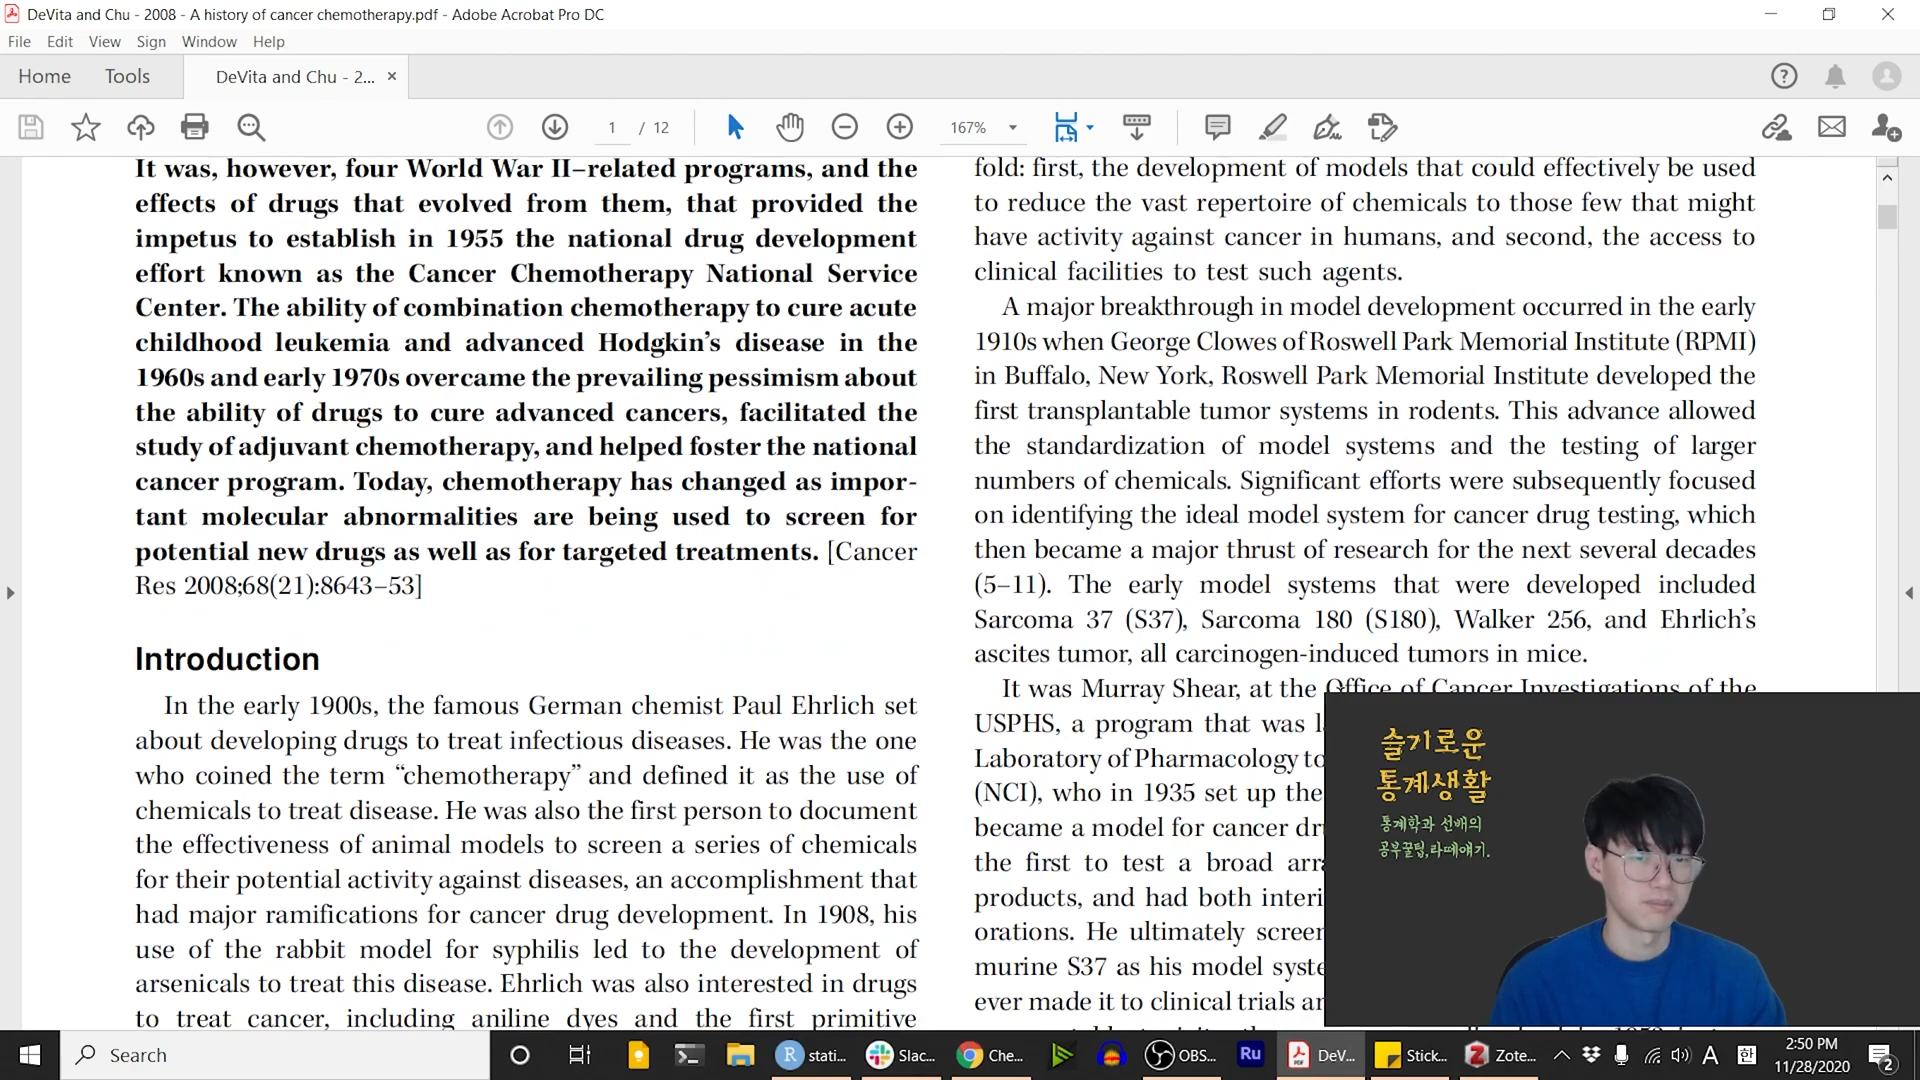 DeVita and Chu - 2008 - A history of cancer chemotherapy.pdf - Adobe Acrobat Pro DC
File Edit View Sign Window Help
Home Tools DeVita and Chu - 2... ×
1 / 12 167%
It was, however, four World War II–related programs, and the
effects of drugs that evolved from them, that provided the
impetus to establish in 1955 the national drug development
effort known as the Cancer Chemotherapy National Service
Center. The ability of combination chemotherapy to cure acute
childhood leukemia and advanced Hodgkin's disease in the
1960s and early 1970s overcame the prevailing pessimism about
the ability of drugs to cure advanced cancers, facilitated the
study of adjuvant chemotherapy, and helped foster the national
cancer program. Today, chemotherapy has changed as impor-
tant molecular abnormalities are being used to screen for
potential new drugs as well as for targeted treatments. [Cancer
Res 2008;68(21):8643–53]
Introduction
In the early 1900s, the famous German chemist Paul Ehrlich set
about developing drugs to treat infectious diseases. He was the one
who coined the term “chemotherapy” and defined it as the use of
chemicals to treat disease. He was also the first person to document
the effectiveness of animal models to screen a series of chemicals
for their potential activity against diseases, an accomplishment that
had major ramifications for cancer drug development. In 1908, his
use of the rabbit model for syphilis led to the development of
arsenicals to treat this disease. Ehrlich was also interested in drugs
to treat cancer, including aniline dyes and the first primitive
fold: first, the development of models that could effectively be used
to reduce the vast repertoire of chemicals to those few that might
have activity against cancer in humans, and second, the access to
clinical facilities to test such agents.
A major breakthrough in model development occurred in the early
1910s when George Clowes of Roswell Park Memorial Institute (RPMI)
in Buffalo, New York, Roswell Park Memorial Institute developed the
first transplantable tumor systems in rodents. This advance allowed
the standardization of model systems and the testing of larger
numbers of chemicals. Significant efforts were subsequently focused
on identifying the ideal model system for cancer drug testing, which
then became a major thrust of research for the next several decades
(5–11). The early model systems that were developed included
Sarcoma 37 (S37), Sarcoma 180 (S180), Walker 256, and Ehrlich's
ascites tumor, all carcinogen-induced tumors in mice.
It was Murray Shear, at the Office of Cancer Investigations of the
USPHS, a program that was
Laboratory of Pharmacology to
(NCI), who in 1935 set up the
became a model for cancer
the first to test a broad
products, and had both
orations. He ultimately
murine S37 as his model
ever made it to clinical trials
슬기로운
통계생활
통계학과 선배의
공부꿀팁,라떼얘기.
Search
stati... Slac... Che... OBS... Ru DeV... Stick... Zote... A 한
2:50 PM
11/28/2020
2